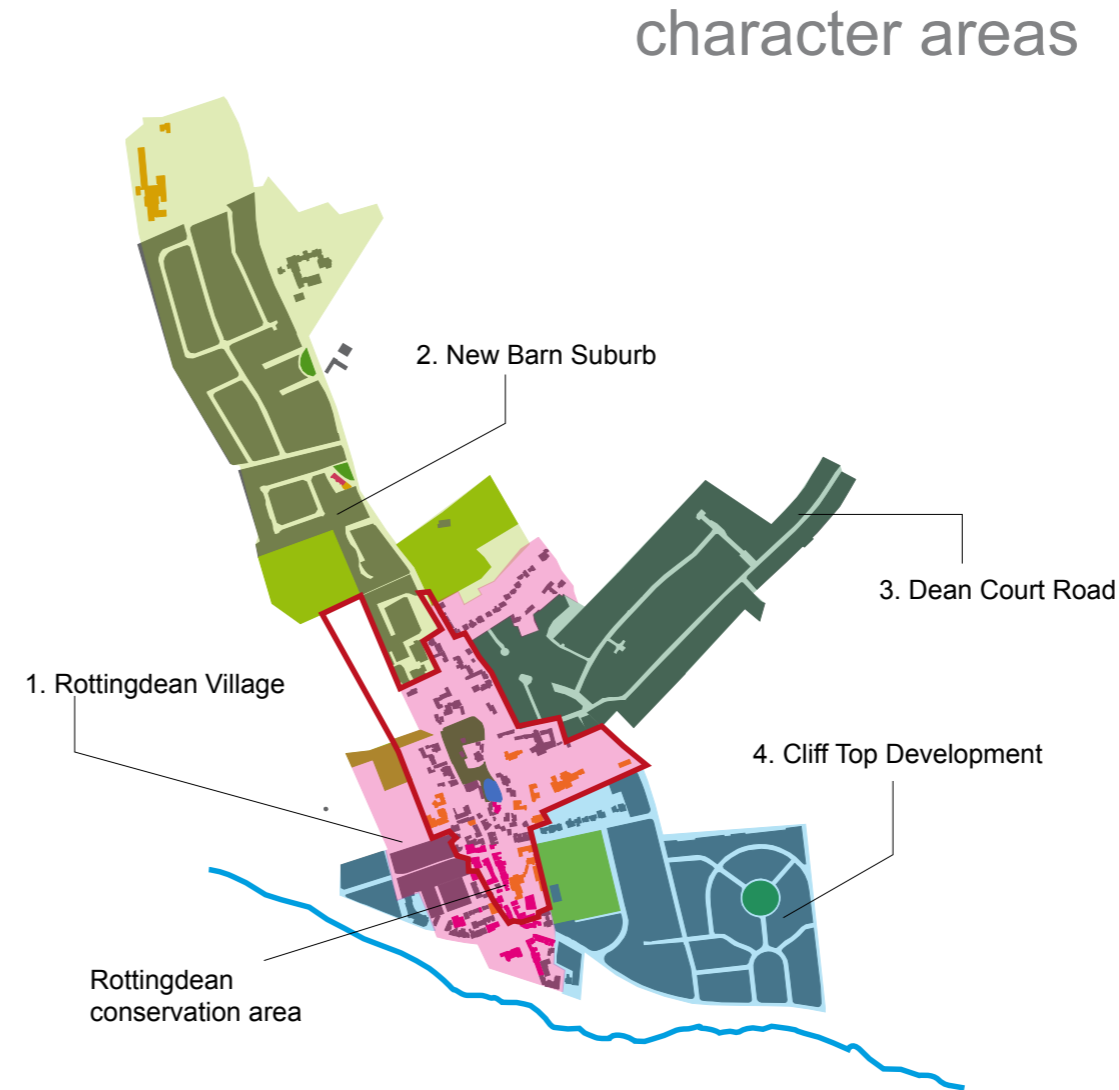 character areas
2. New Barn Suburb
3. Dean Court Road
1. Rottingdean Village
4. Cliff Top Development
Rottingdean
conservation area